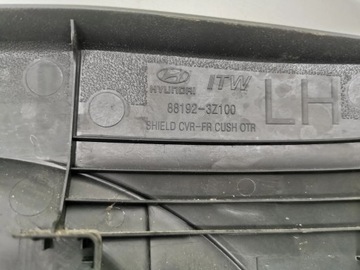 HYUNDAI ITW
88192-3Z100
SHIELD CVR-FR CUSH OTR
LH